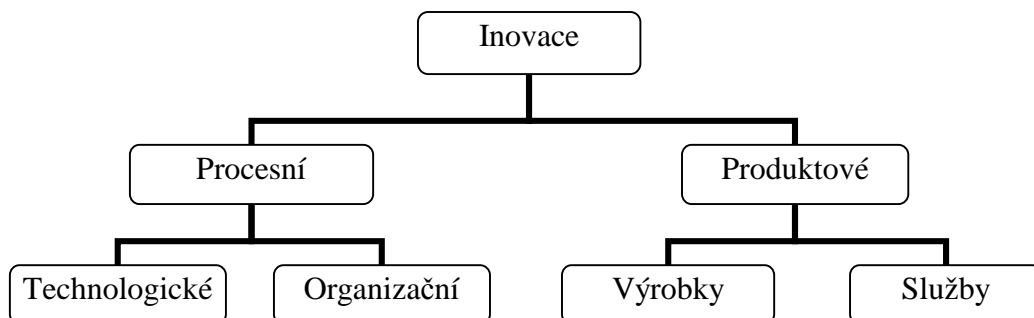 Inovace
Procesní
Produktové
Technologické
Organizační
Výrobky
Služby